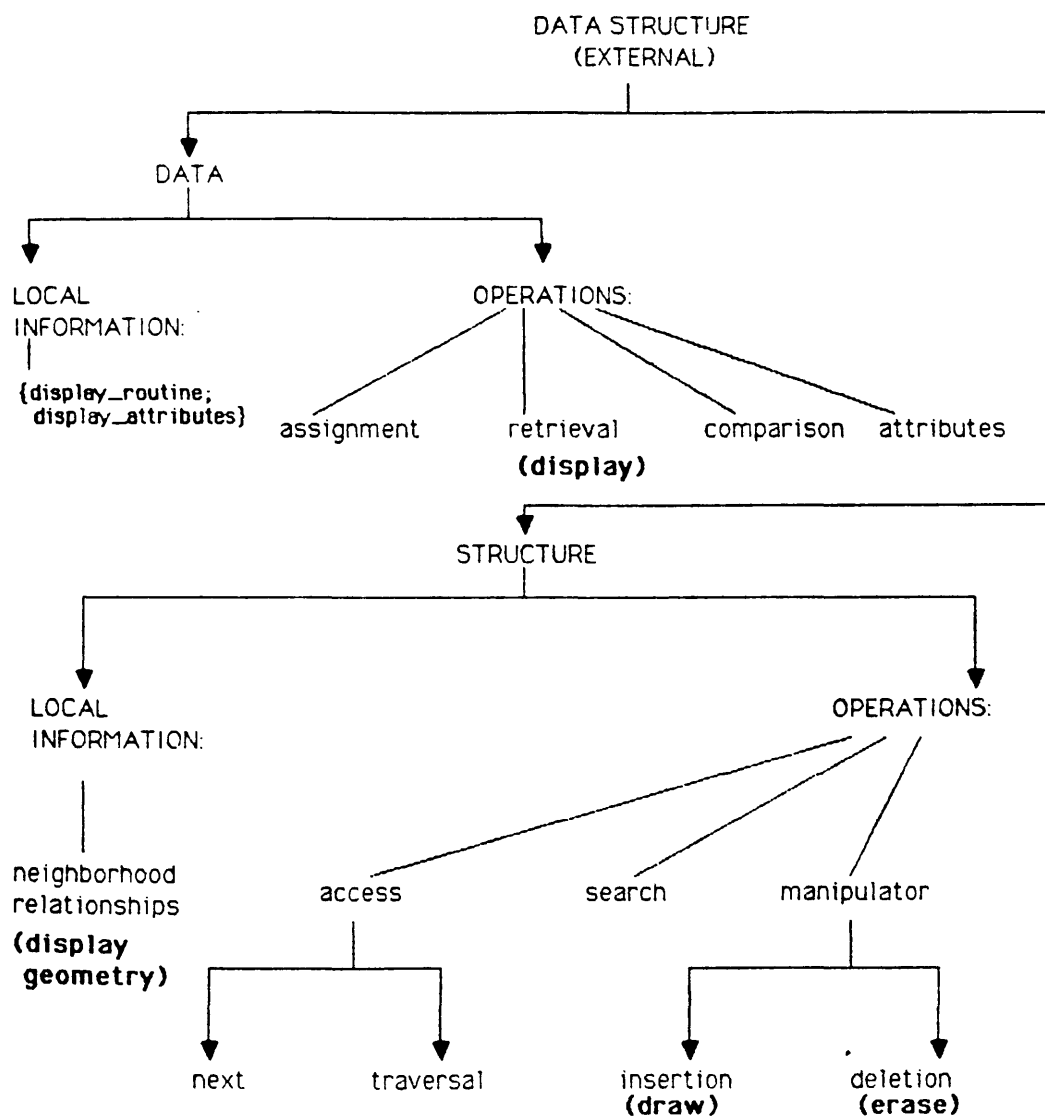 DATA STRUCTURE
(EXTERNAL)
DATA
LOCAL
INFORMATION:
OPERATIONS:
{display_routine;
display_attributes}
assignment
retrieval
comparison
attributes
(display)
STRUCTURE
LOCAL
INFORMATION:
OPERATIONS:
neighborhood
relationships
(display
geometry)
access
search
manipulator
next
traversal
insertion
(draw)
deletion
(erase)